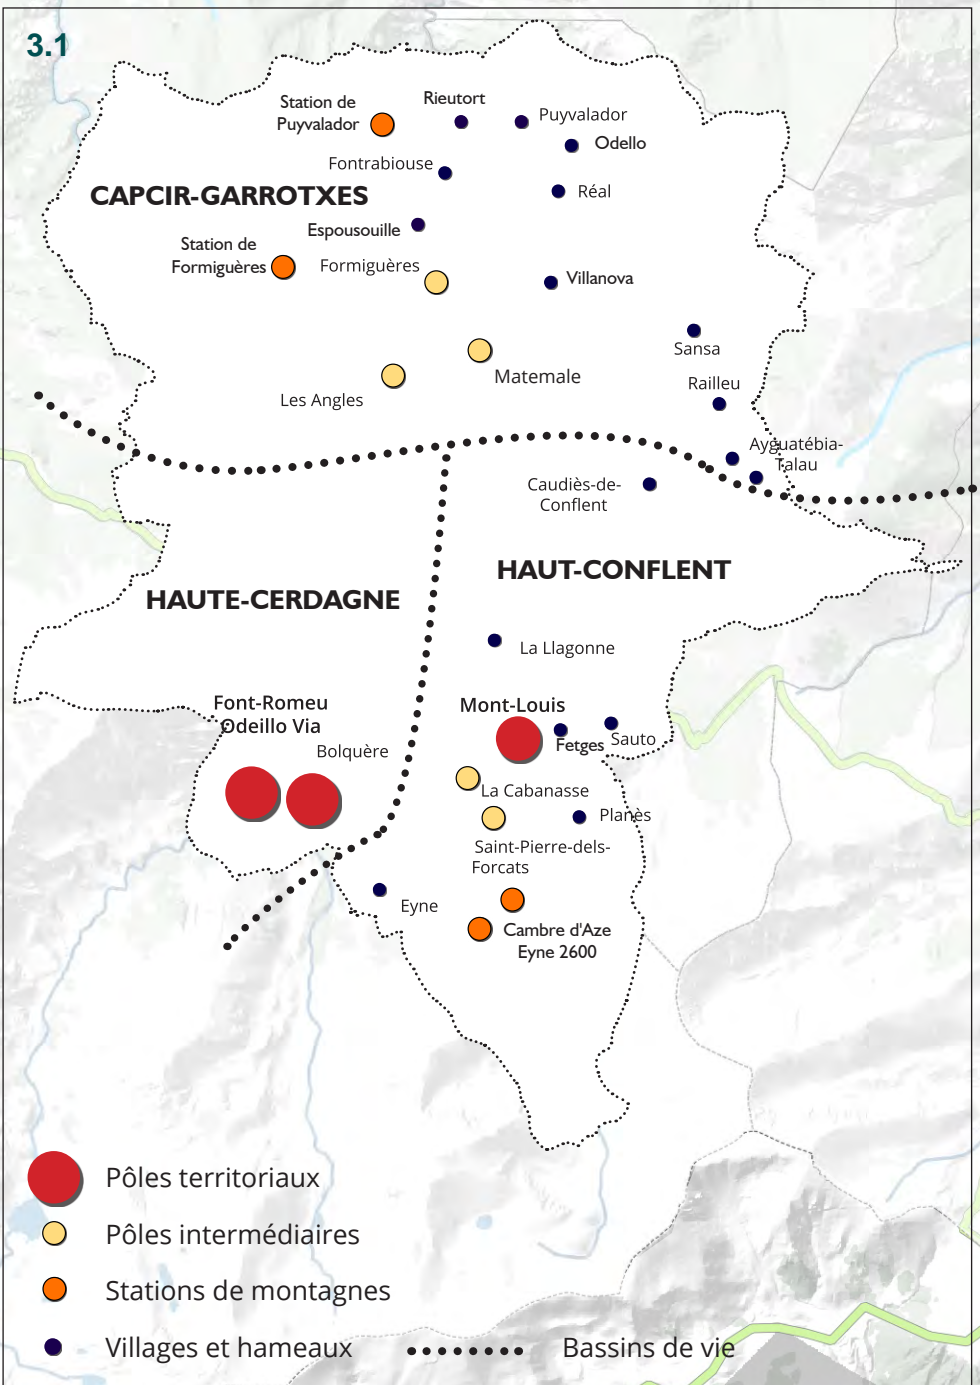 3.1
Station de
Puyvalador
Rieutort
Puyvalador
Odello
Fontrabiouse
Réal
CAPCIR-GARROTXES
Espousouille
Station de
Formiguères
Formiguères
Villanova
Sansa
Matemale
Les Angles
Railleu
Ayguatébia-
Talau
Caudiès-de-
Conflent
HAUT-CONFLENT
HAUTE-CERDAGNE
La Llagonne
Font-Romeu
Odeillo Via
Bolquère
Mont-Louis
Fetges
Sauto
La Cabanasse
Planès
Saint-Pierre-dels-
Forcats
Eyne
Cambre d'Aze
Eyne 2600
Pôles territoriaux
Pôles intermédiaires
Stations de montagnes
Villages et hameaux
Bassins de vie